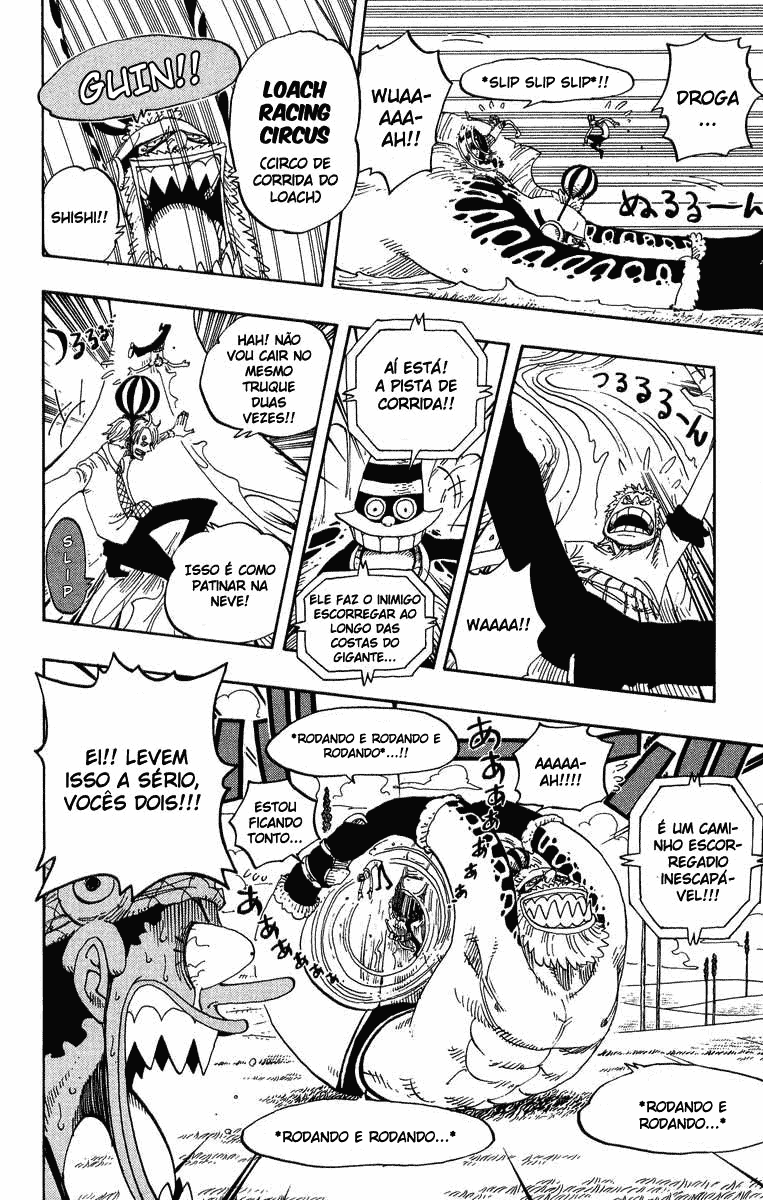 DROGA
...
*SLIP SLIP SLIP*!!
WUAA-
AAA-
AH!!
ぬるるーん
LOACH
RACING
CIRCUS
(CIRCO DE
CORRIDA DO
LOACH)
GUIN!!
SHISHI!!
つるるるーん
WAAAA!!
AÍ ESTÁ!
A PISTA DE
CORRIDA!!
ELE FAZ O INIMIGO
ESCORREGAR AO
LONGO DAS
COSTAS DO
GIGANTE...
つるるる
HAH! NÃO
VOU CAIR NO
MESMO
TRUQUE
DUAS
VEZES!!
SLIP
ISSO É COMO
PATINAR NA
NEVE!
É UM CAMI-
NHO ESCOR-
REGADIO
INESCAPÁ-
VEL!!!
AAAAA-
AH!!!!
*RODANDO E RODANDO E
RODANDO*...!!
ESTOU
FICANDO
TONTO...
EI!! LEVEM
ISSO A SÉRIO,
VOCÊS DOIS!!!
*RODANDO E
RODANDO...*
*RODANDO E RODANDO...*